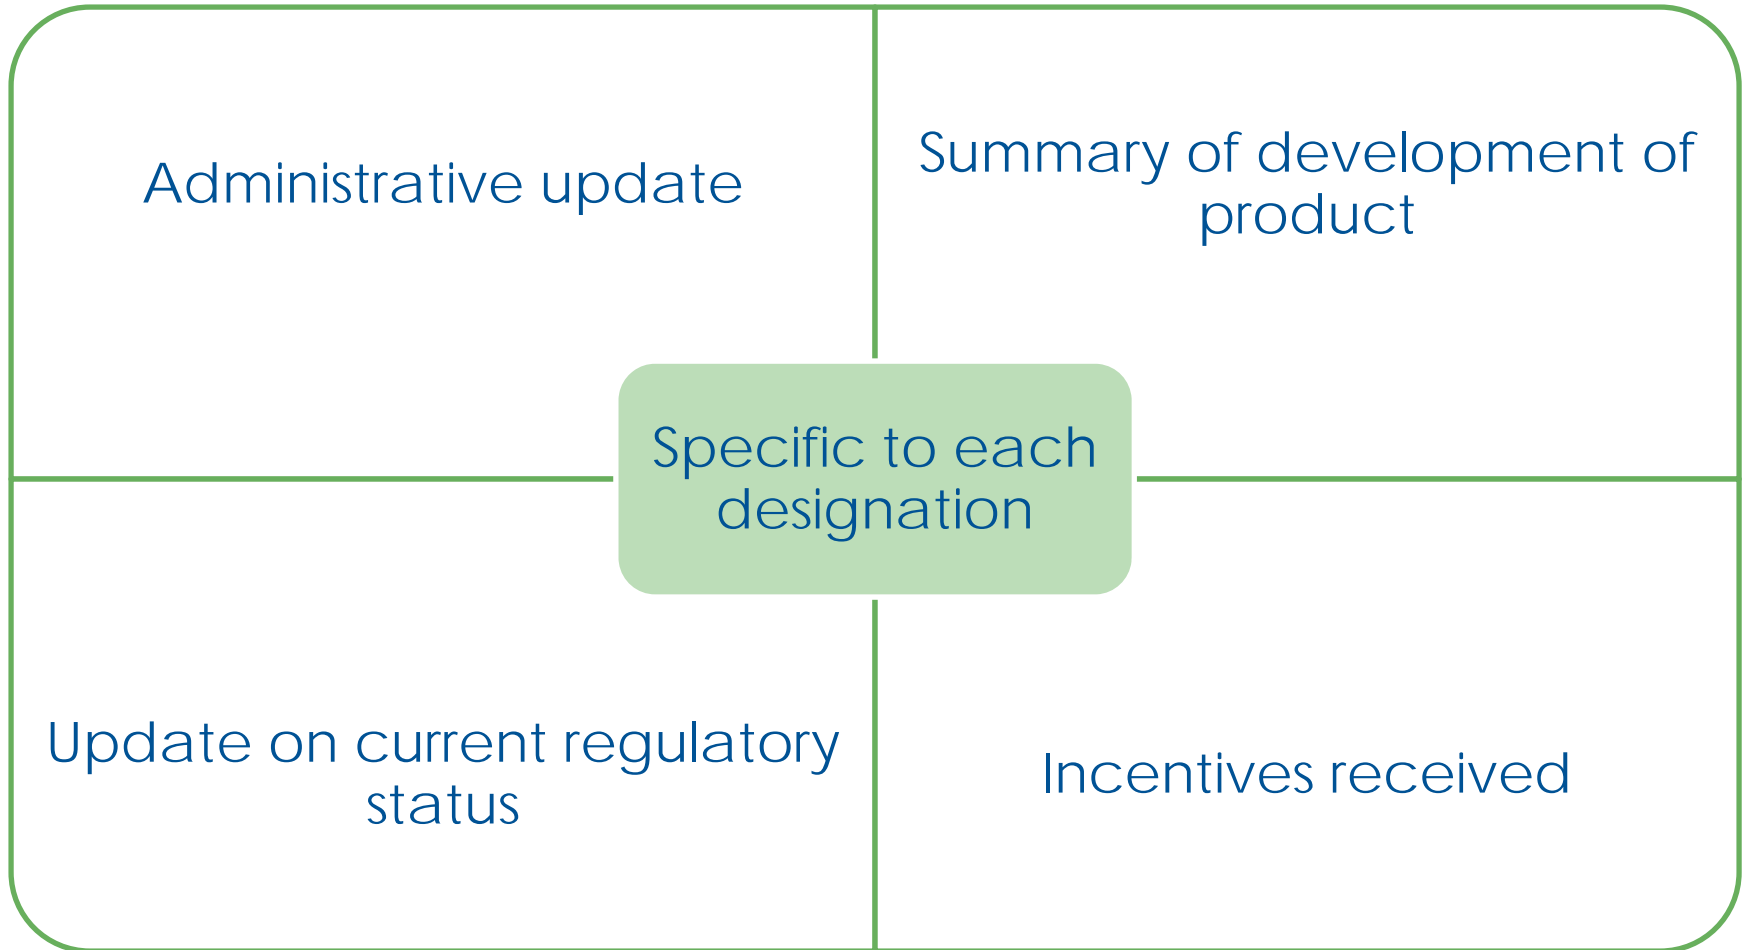 Administrative update
Summary of development of
product
Specific to each
designation
Update on current regulatory
status
Incentives received